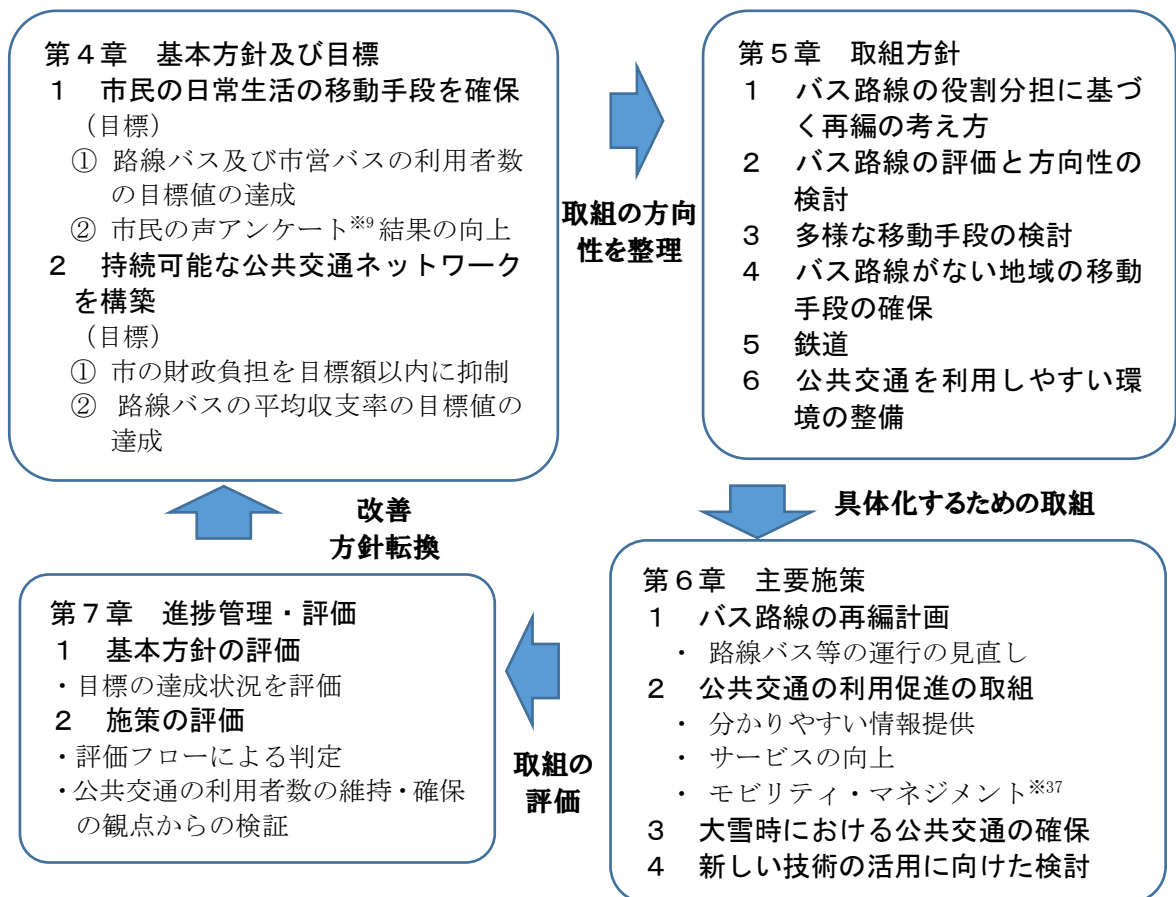 第４章　基本方針及び目標
１　市民の日常生活の移動手段を確保
（目標）
① 路線バス及び市営バスの利用者数
の目標値の達成
② 市民の声アンケート※9 結果の向上
２　持続可能な公共交通ネットワーク
を構築
（目標）
① 市の財政負担を目標額以内に抑制
② 路線バスの平均収支率の目標値の
達成
取組の方向
性を整理
第５章　取組方針
１　バス路線の役割分担に基づ
く再編の考え方
２　バス路線の評価と方向性の
検討
３　多様な移動手段の検討
４　バス路線がない地域の移動
手段の確保
５　鉄道
６　公共交通を利用しやすい環
境の整備
具体化するための取組
第６章　主要施策
１　バス路線の再編計画
・ 路線バス等の運行の見直し
２　公共交通の利用促進の取組
・ 分かりやすい情報提供
・ サービスの向上
・ モビリティ・マネジメント※37
３　大雪時における公共交通の確保
４　新しい技術の活用に向けた検討
取組の
評価
第７章　進捗管理・評価
１　基本方針の評価
・目標の達成状況を評価
２　施策の評価
・評価フローによる判定
・公共交通の利用者数の維持・確保
の観点からの検証
改善
方針転換